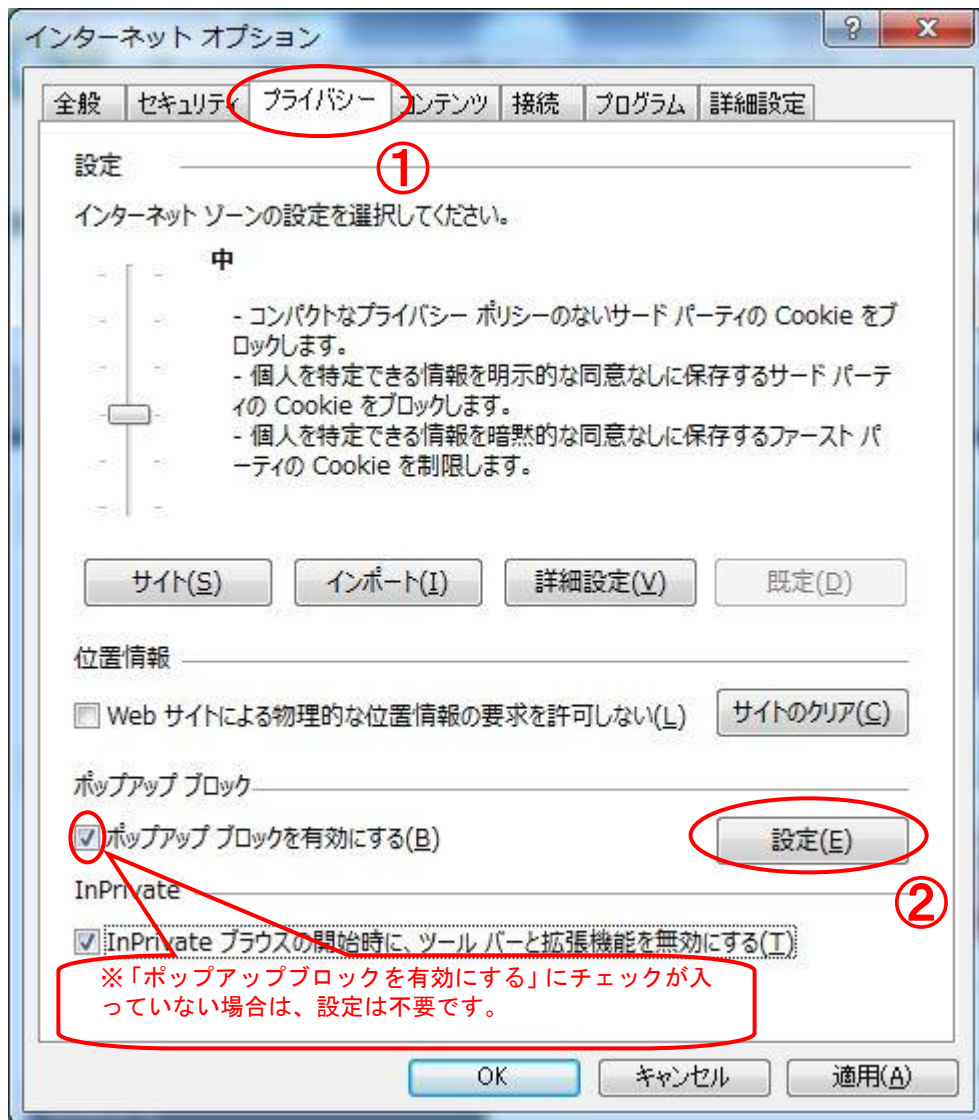 インターネット オプション
全般 セキュリティ プライバシー コンテンツ 接続 プログラム 詳細設定
①
設定
インターネット ゾーンの設定を選択してください。
中
- コンパクトなプライバシー ポリシーのないサード パーティの Cookie をブ
ロックします。
- 個人を特定できる情報を明示的な同意なしに保存するサード パーテ
ィの Cookie をブロックします。
- 個人を特定できる情報を暗黙的な同意なしに保存するファースト パ
ーティの Cookie を制限します。
サイト(S) インポート(I) 詳細設定(V) 既定(D)
位置情報
Web サイトによる物理的な位置情報の要求を許可しない(L) サイトのクリア(C)
ポップアップ ブロック
ポップアップ ブロックを有効にする(B) 設定(E)
②
InPrivate
InPrivate ブラウズの開始時に、ツール バーと拡張機能を無効にする(T)
※「ポップアップブロックを有効にする」にチェックが入
っていない場合は、設定は不要です。
OK キャンセル 適用(A)